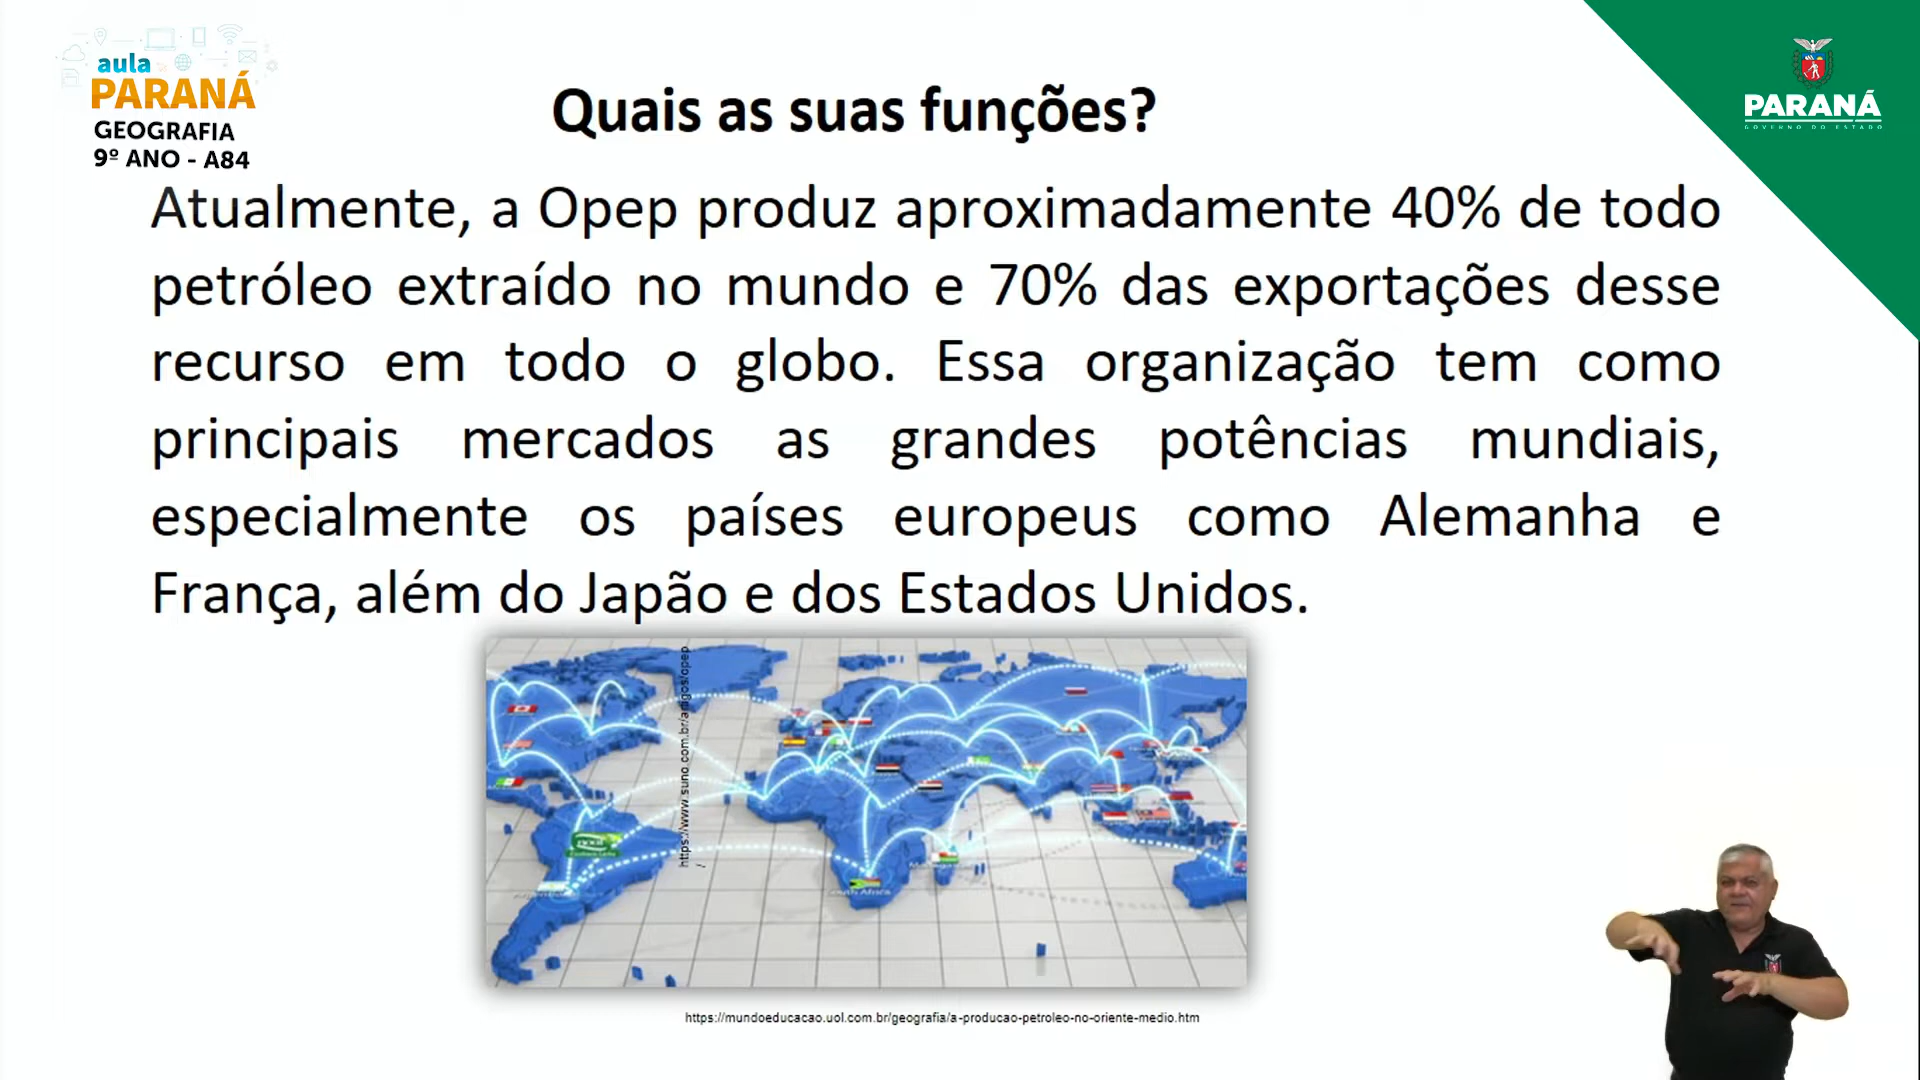 aula
PARANÁ
GEOGRAFIA
9º ANO - A84
PARANÁ
GOVERNO DO ESTADO
Quais as suas funções?
Atualmente, a Opep produz aproximadamente 40% de todo
petróleo extraído no mundo e 70% das exportações desse
recurso em todo o globo. Essa organização tem como
principais mercados as grandes potências mundiais,
especialmente os países europeus como Alemanha e
França, além do Japão e dos Estados Unidos.
https://www.suno.com.br/artigos/opep
/
South Africa
https://mundoeducacao.uol.com.br/geografia/a-producao-petroleo-no-oriente-medio.htm